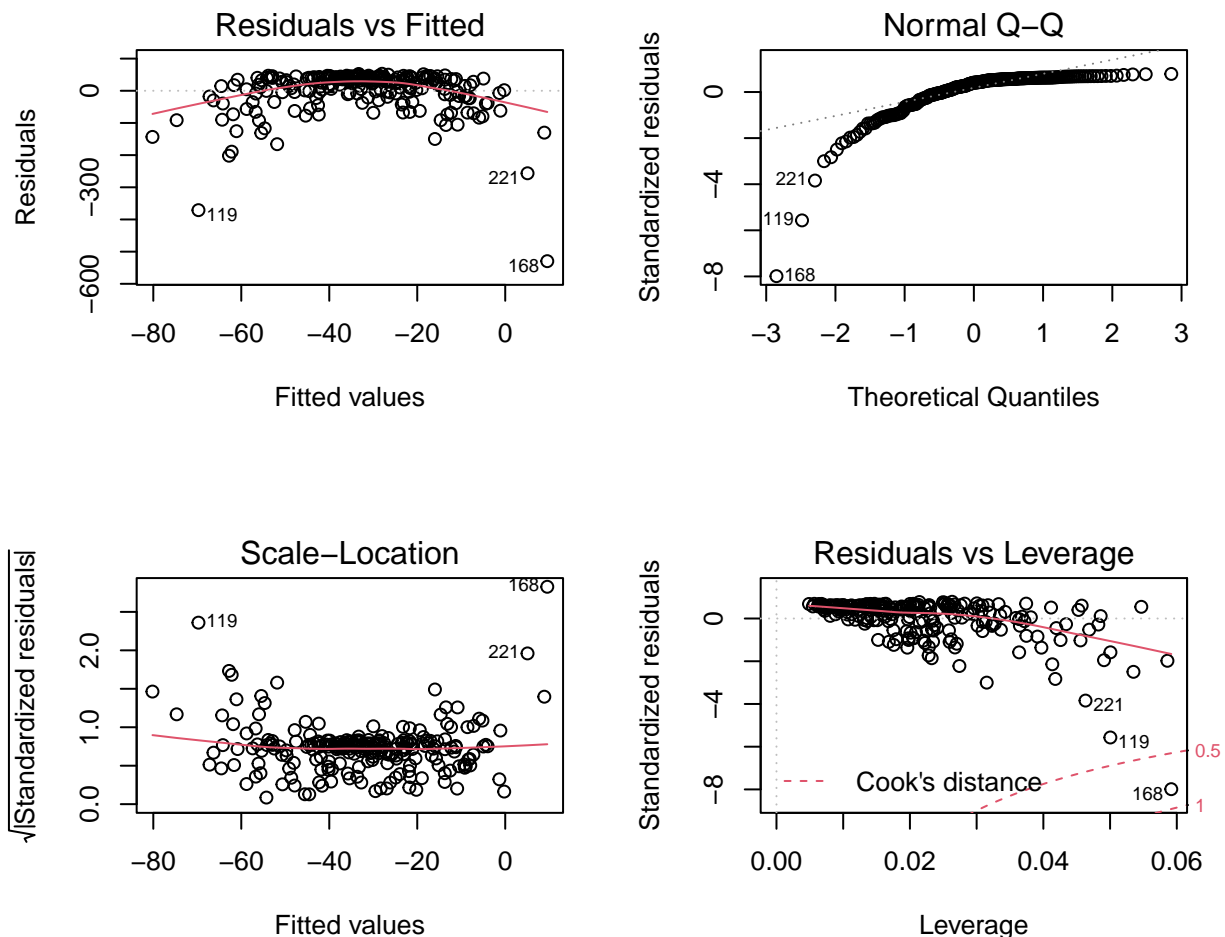 Residuals vs Fitted
Residuals
0
−300
−600
221
119
168
−80 −60 −40 −20 0
Fitted values
Normal Q−Q
Standardized residuals
0
−4
−8
221
119
168
−3 −2 −1 0 1 2 3
Theoretical Quantiles
Scale−Location
√|Standardized residuals|
2.0
1.0
0.0
168
119
221
−80 −60 −40 −20 0
Fitted values
Residuals vs Leverage
Standardized residuals
0
−4
−8
221
119
0.5
Cook's distance
168
1
0.00 0.02 0.04 0.06
Leverage